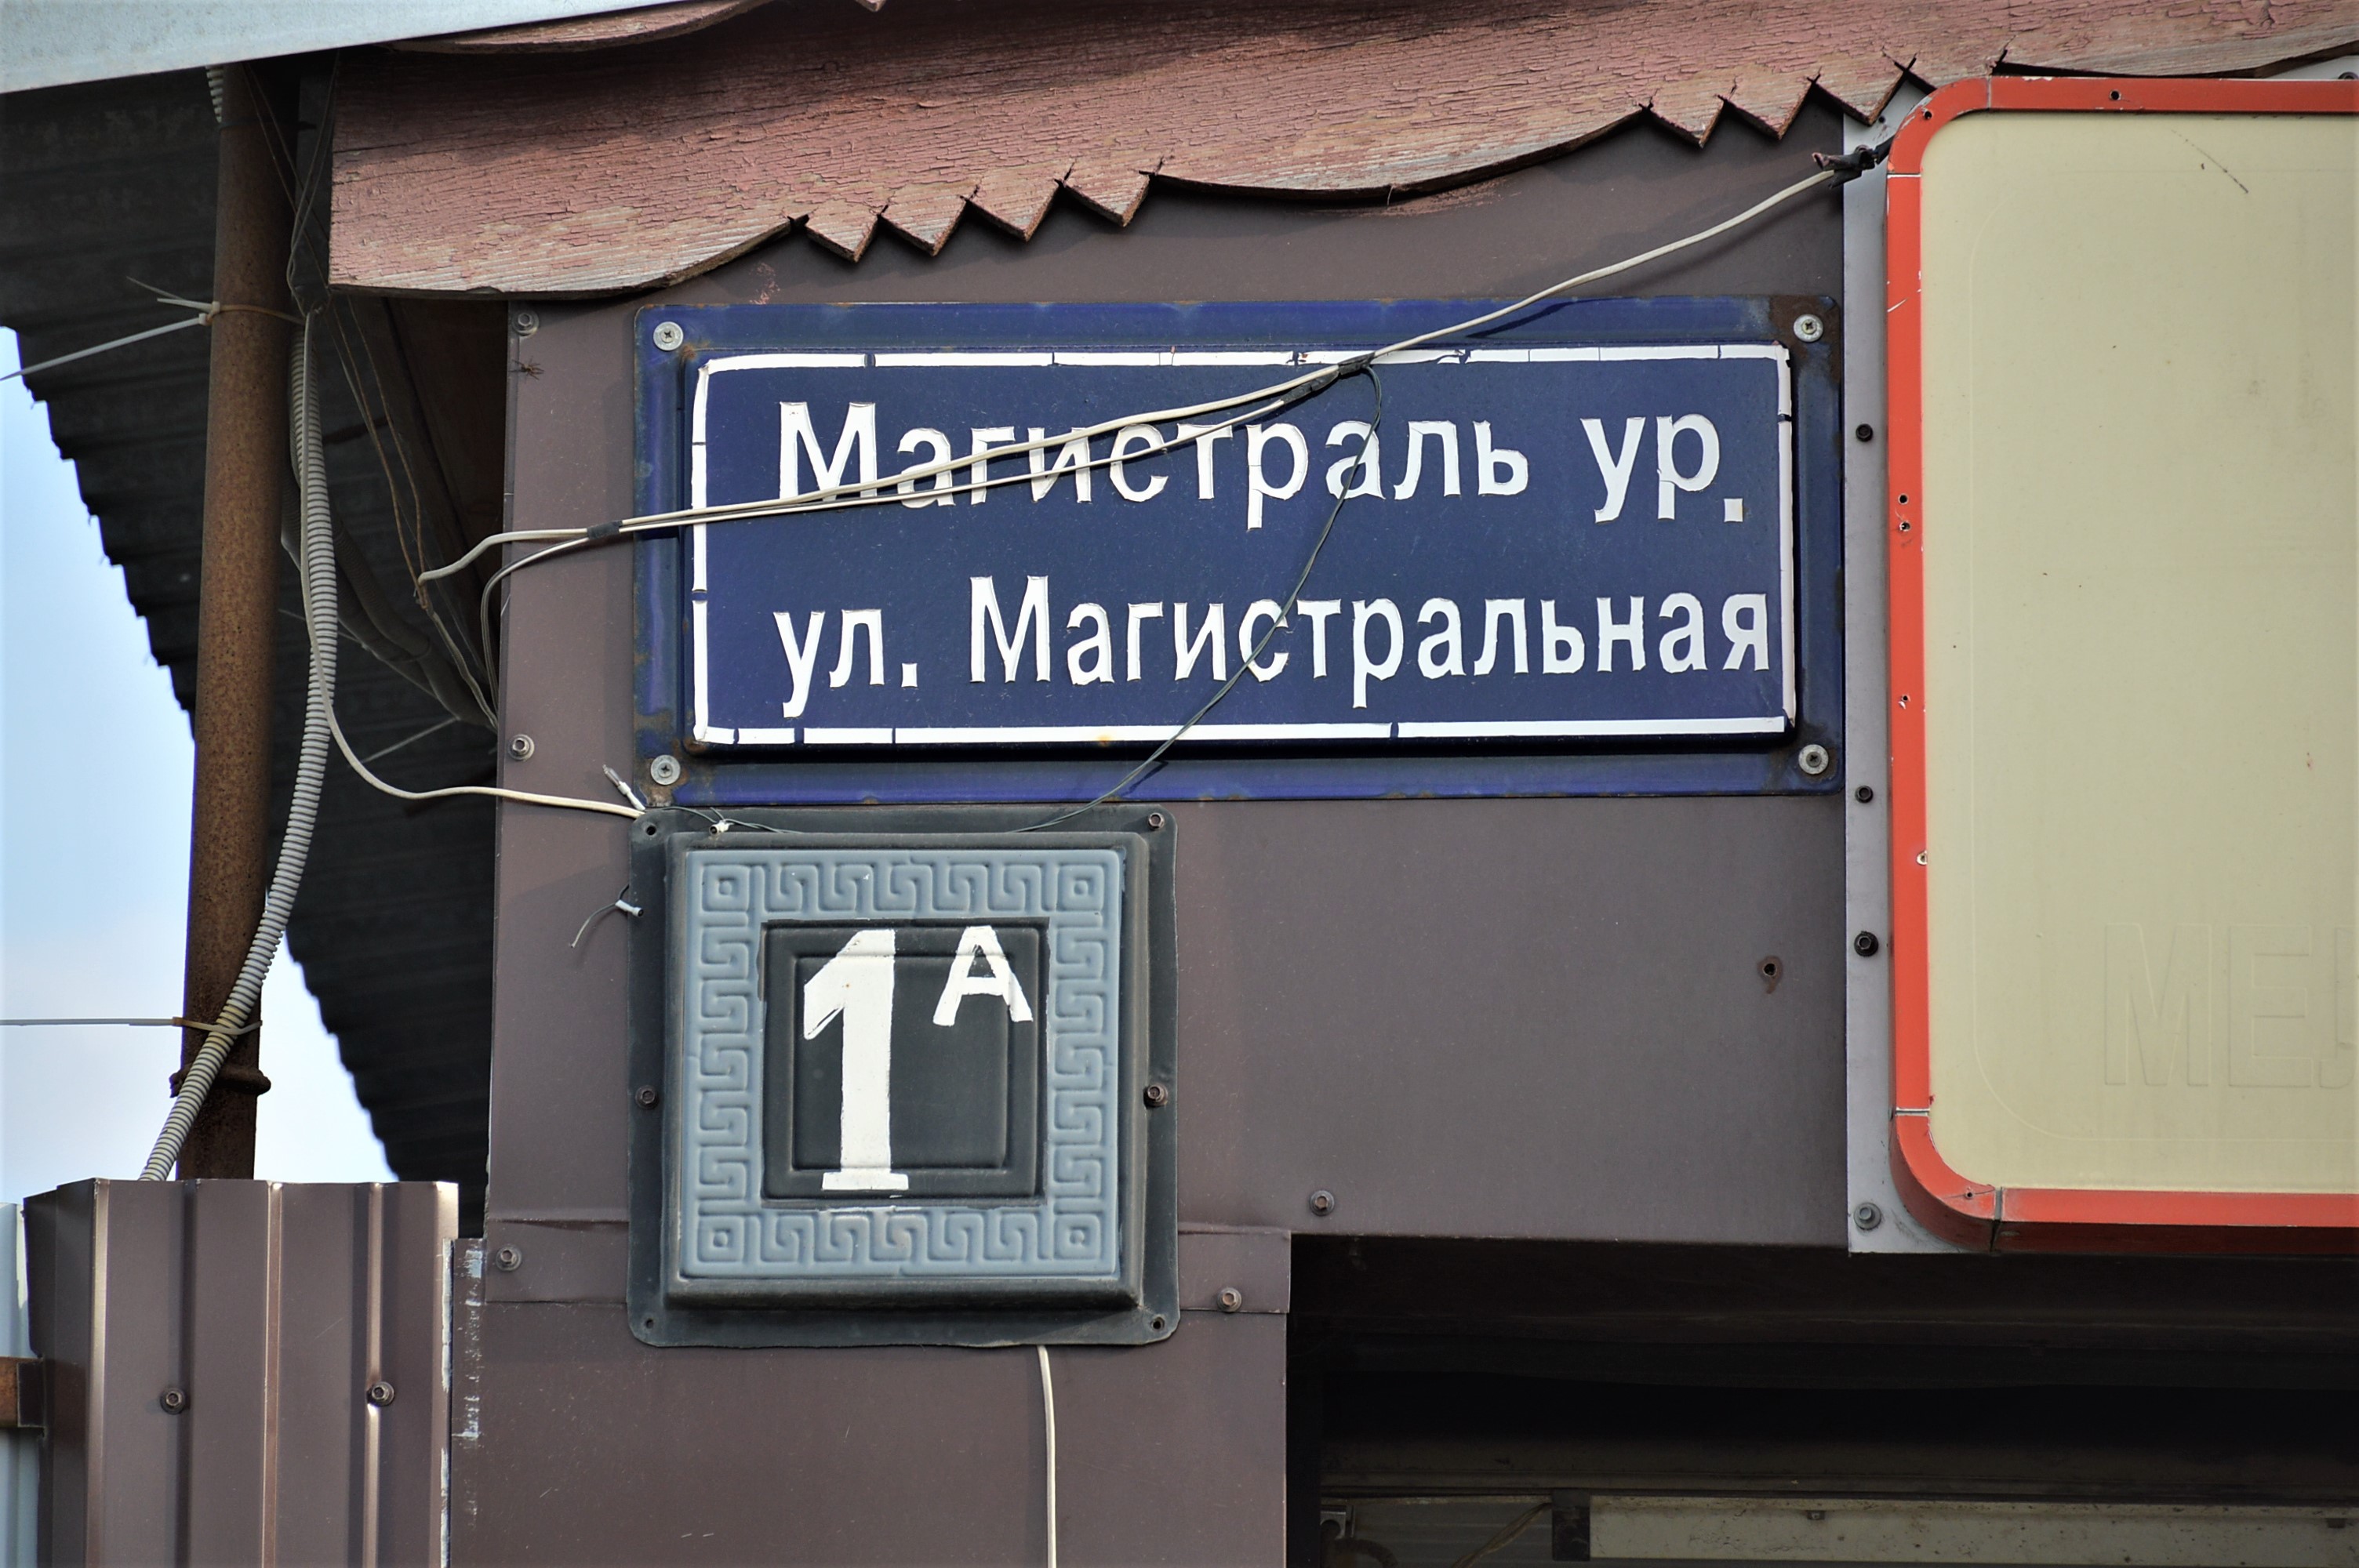 Магистраль ур.
ул. Магистральная
1А